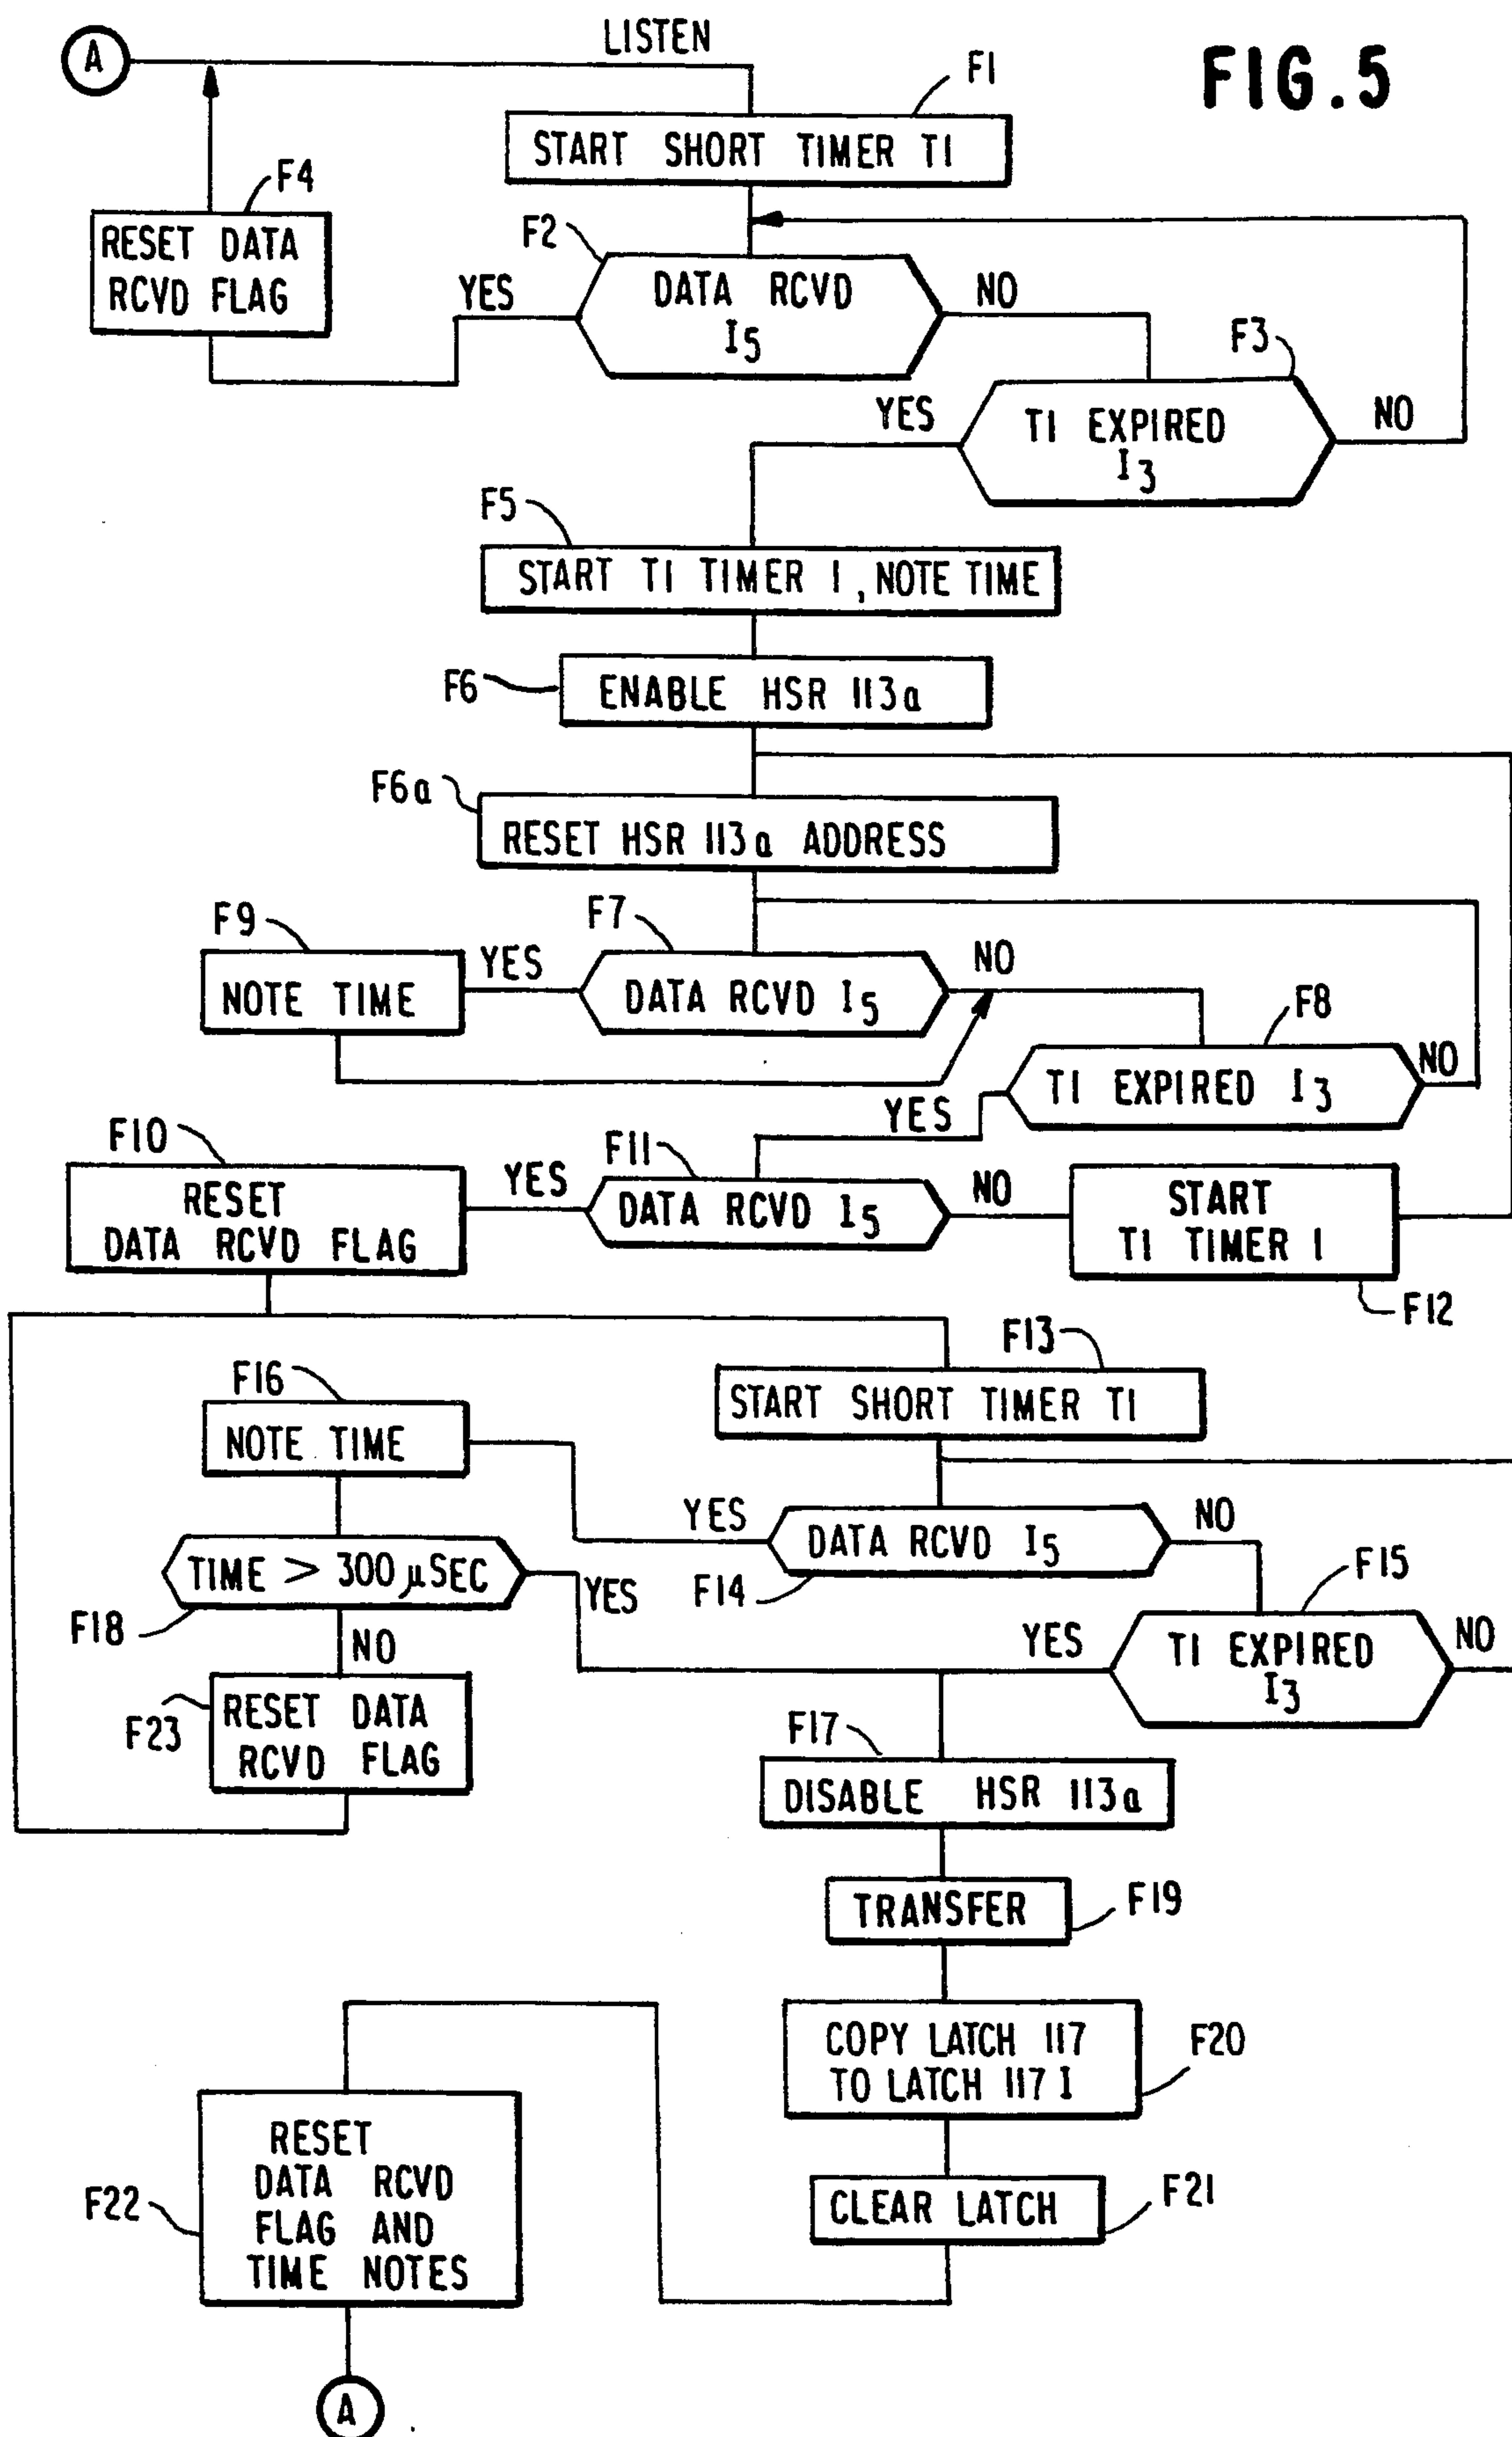 A
LISTEN
FIG.5
F1
START SHORT TIMER T1
F4
RESET DATA
RCVD FLAG
F2
YES
DATA RCVD
I5
NO
F3
YES
T1 EXPIRED
I3
NO
F5
START T1 TIMER 1, NOTE TIME
F6
ENABLE HSR 113a
F6a
RESET HSR 113a ADDRESS
F9
NOTE TIME
YES
F7
DATA RCVD I5
NO
F8
T1 EXPIRED I3
NO
YES
F10
RESET
DATA RCVD FLAG
YES
F11
DATA RCVD I5
NO
START
T1 TIMER 1
F12
F13
START SHORT TIMER T1
F16
NOTE TIME
YES
DATA RCVD I5
NO
F14
TIME > 300 µSEC
YES
F18
NO
F15
YES
T1 EXPIRED
I3
NO
F23
RESET DATA
RCVD FLAG
F17
DISABLE HSR 113a
TRANSFER
F19
COPY LATCH 117
TO LATCH 117 I
F20
CLEAR LATCH
F21
F22
RESET
DATA RCVD
FLAG AND
TIME NOTES
A